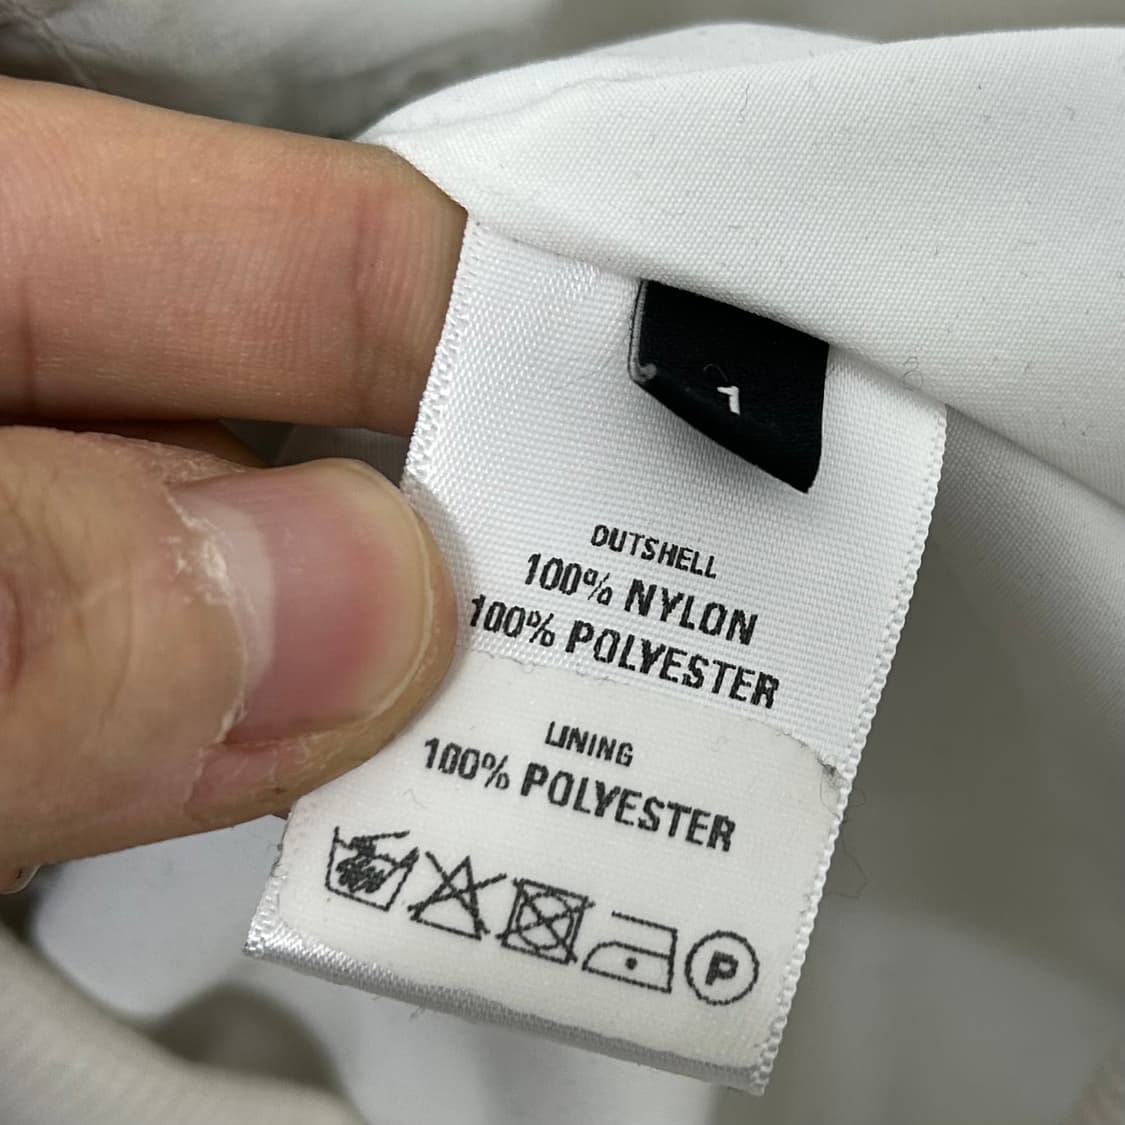 1
OUTSHELL
100% NYLON
100% POLYESTER
LINING
100% POLYESTER
P